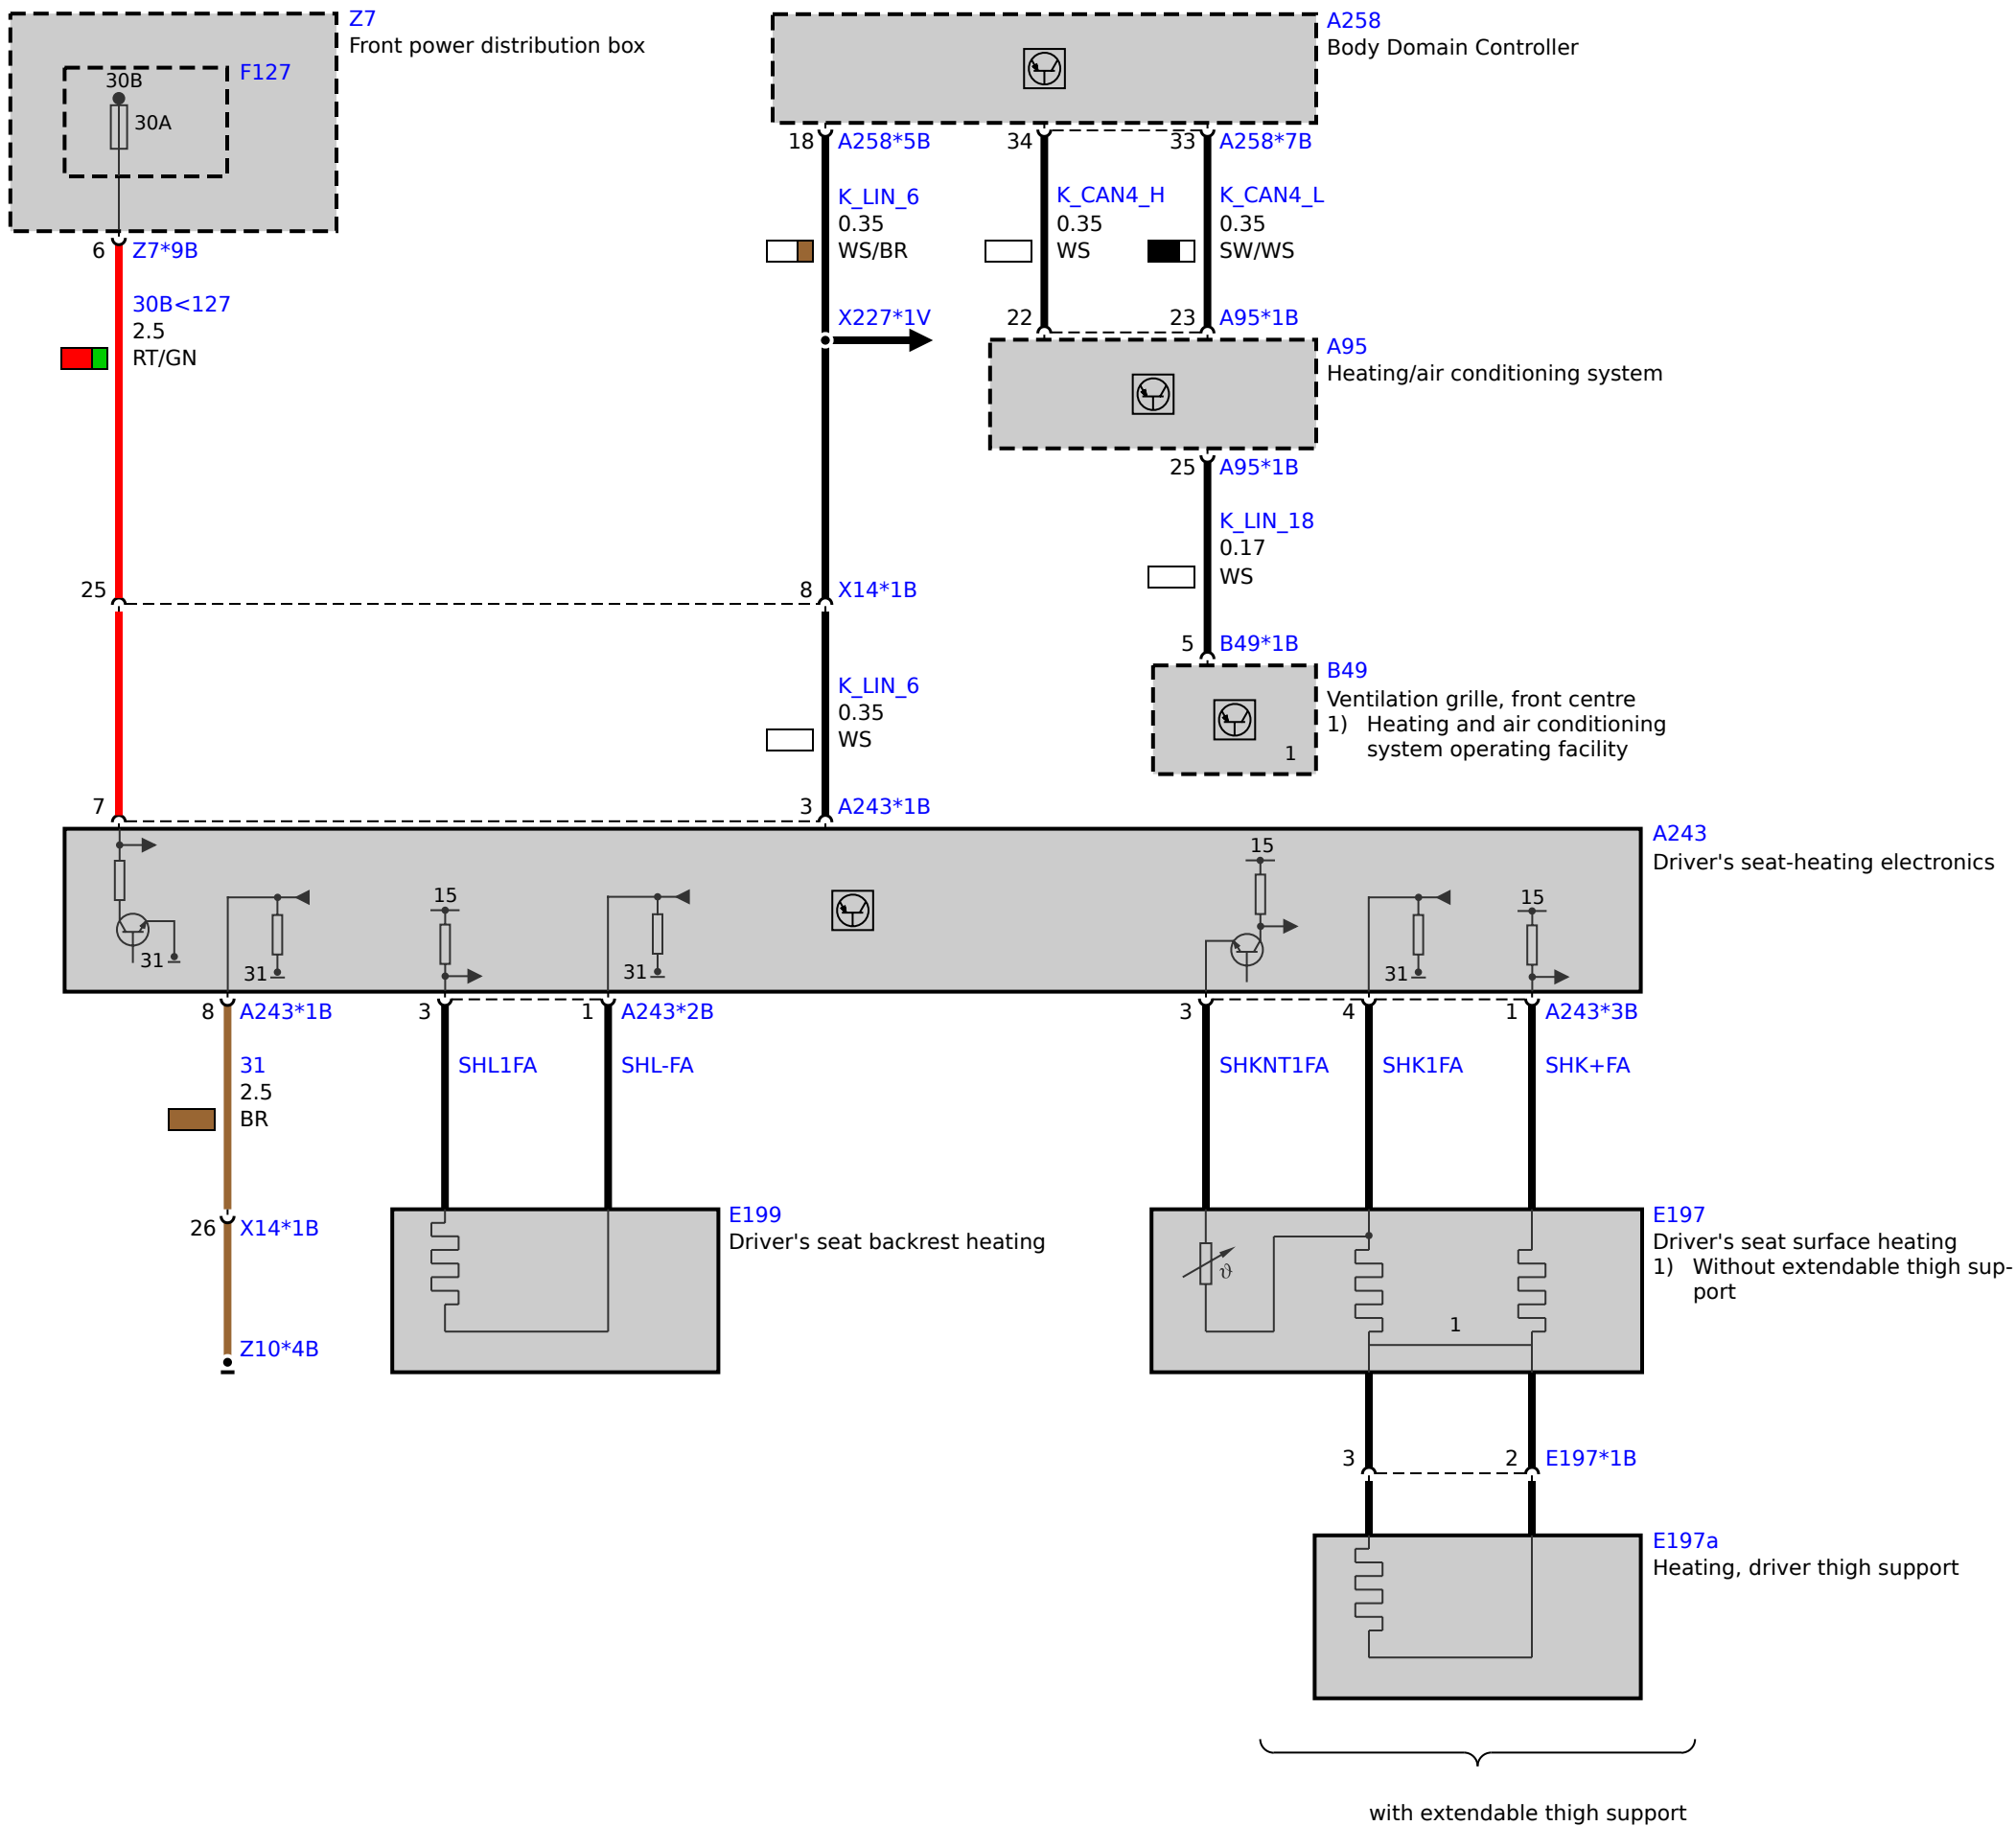 Z7
Front power distribution box
F127
30B
30A
6 Z7*9B
30B<127
2.5
RT/GN
A258
Body Domain Controller
18 A258*5B
34 33 A258*7B
K_LIN_6
0.35
WS/BR
K_CAN4_H
0.35
WS
K_CAN4_L
0.35
SW/WS
X227*1V
22 23 A95*1B
A95
Heating/air conditioning system
25 A95*1B
K_LIN_18
0.17
WS
25 8 X14*1B
5 B49*1B
B49
Ventilation grille, front centre
1) Heating and air conditioning
system operating facility
1
K_LIN_6
0.35
WS
7 3 A243*1B
A243
Driver's seat-heating electronics
31
31
15
31
15
31
15
8 A243*1B
3 1 A243*2B
3 4 1 A243*3B
31
2.5
BR
SHL1FA
SHL-FA
SHKNT1FA
SHK1FA
SHK+FA
26 X14*1B
Z10*4B
E199
Driver's seat backrest heating
E197
Driver's seat surface heating
1) Without extendable thigh sup-
port
ϑ
1
3 2 E197*1B
E197a
Heating, driver thigh support
with extendable thigh support